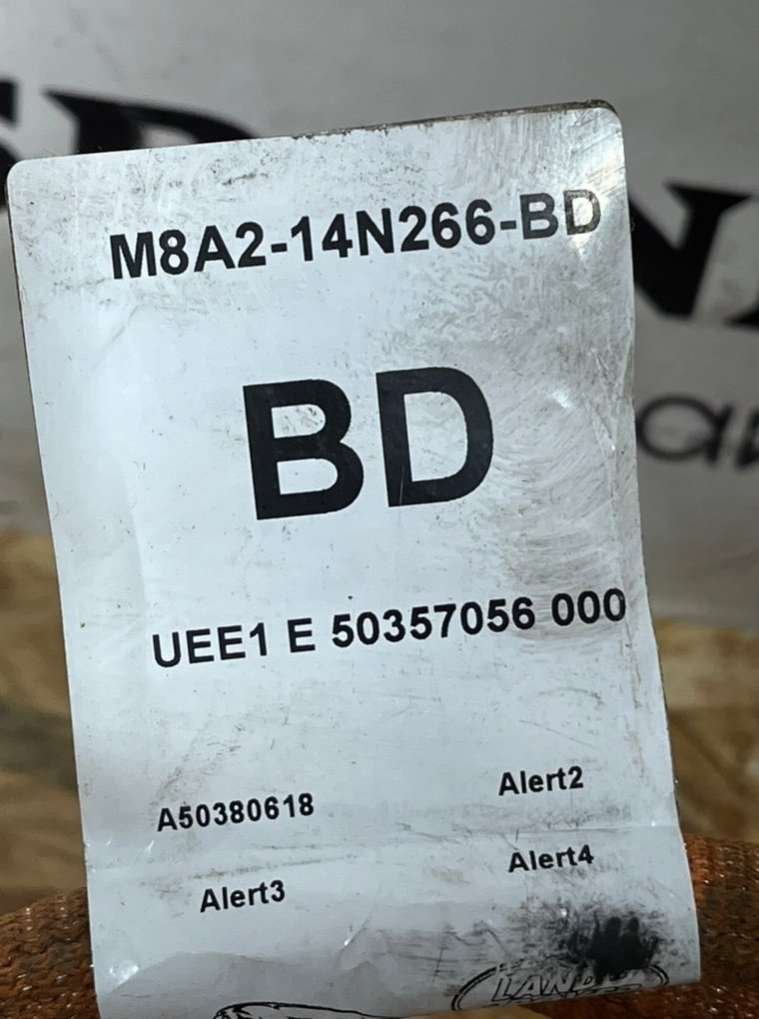 M8A2-14N266-BD
BD
UEE1 E 50357056 000
A50380618
Alert2
Alert3
Alert4